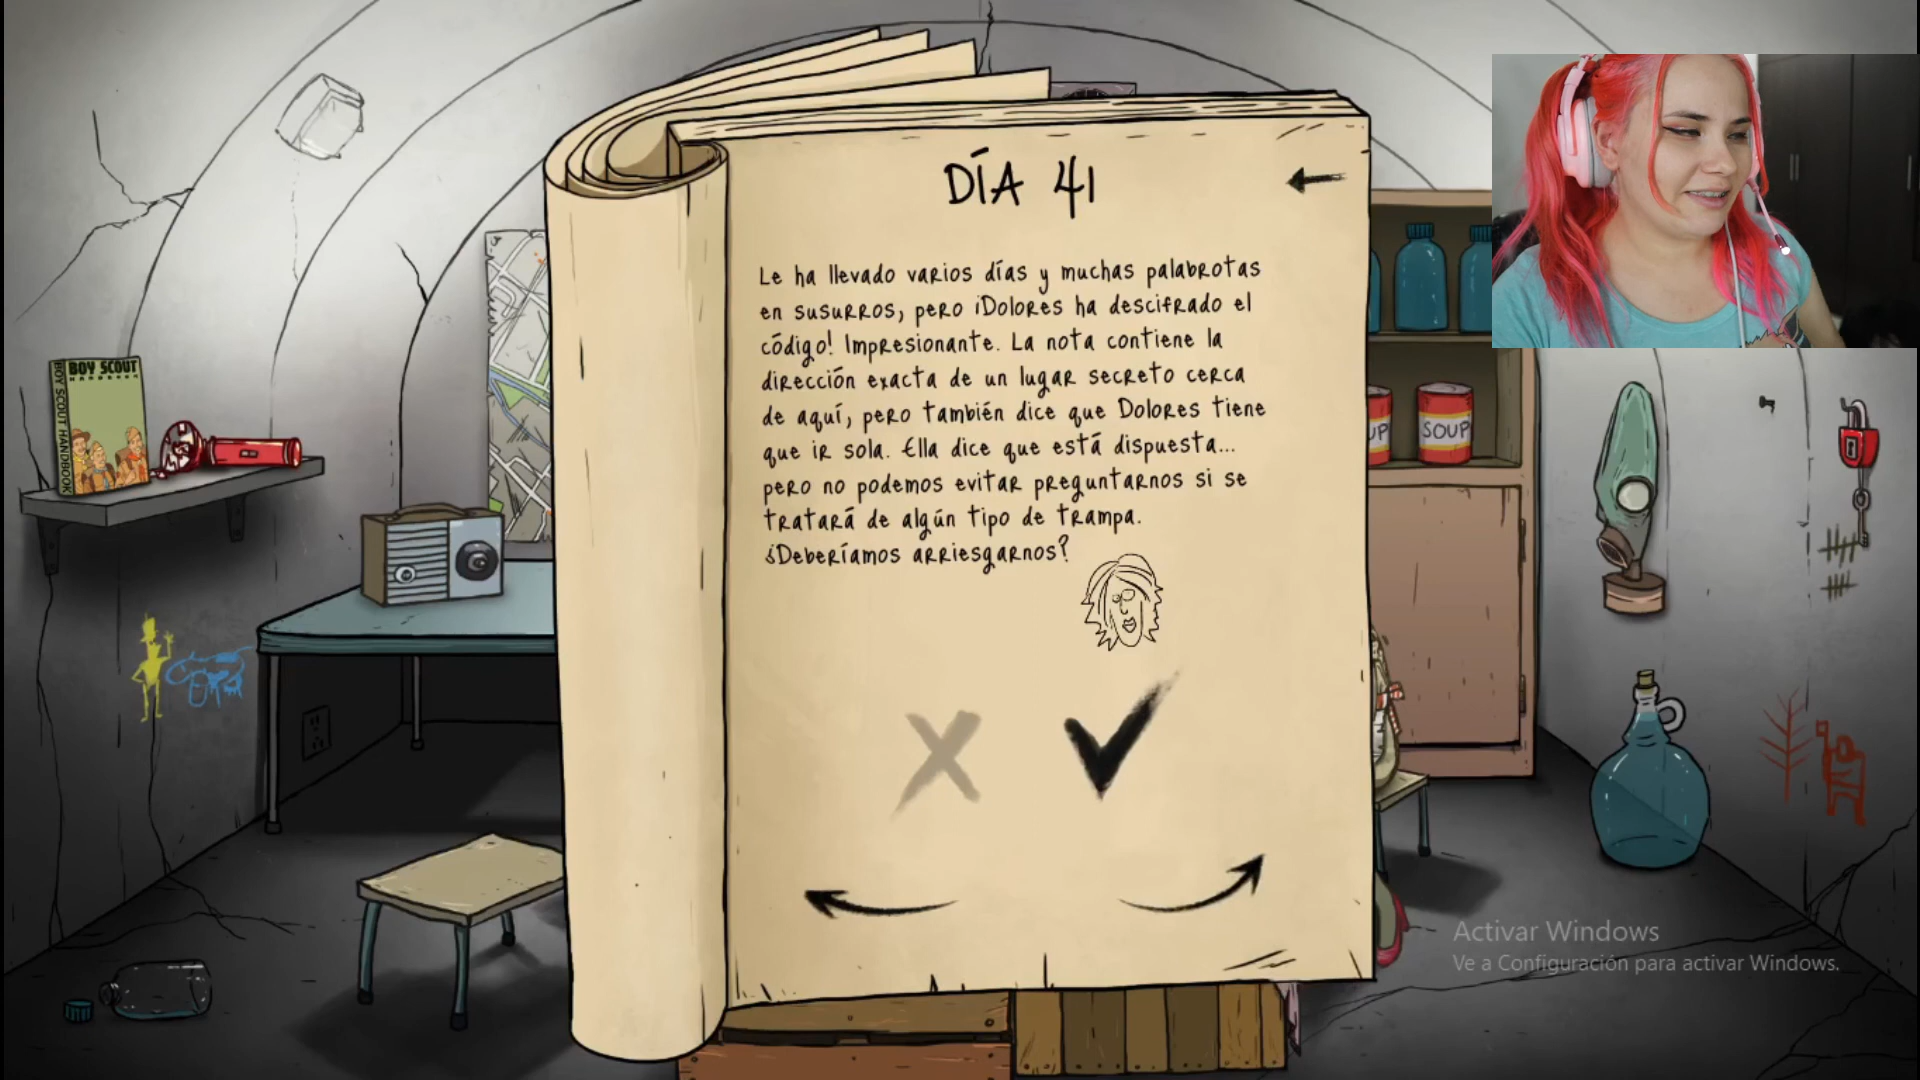 DÍA 41
Le ha llevado varios días y muchas palabrotas
en susurros, pero ¡Dolores ha descifrado el
código! Impresionante. La nota contiene la
dirección exacta de un lugar secreto cerca
de aquí, pero también dice que Dolores tiene
que ir sola. Ella dice que está dispuesta...
pero no podemos evitar preguntarnos si se
tratará de algún tipo de trampa.
¿Deberíamos arriesgarnos?
BOY SCOUT
HANDBOOK
BOY SCOUT HANDBOOK
UP
SOUP
Activar Windows
Ve a Configuración para activar Windows.